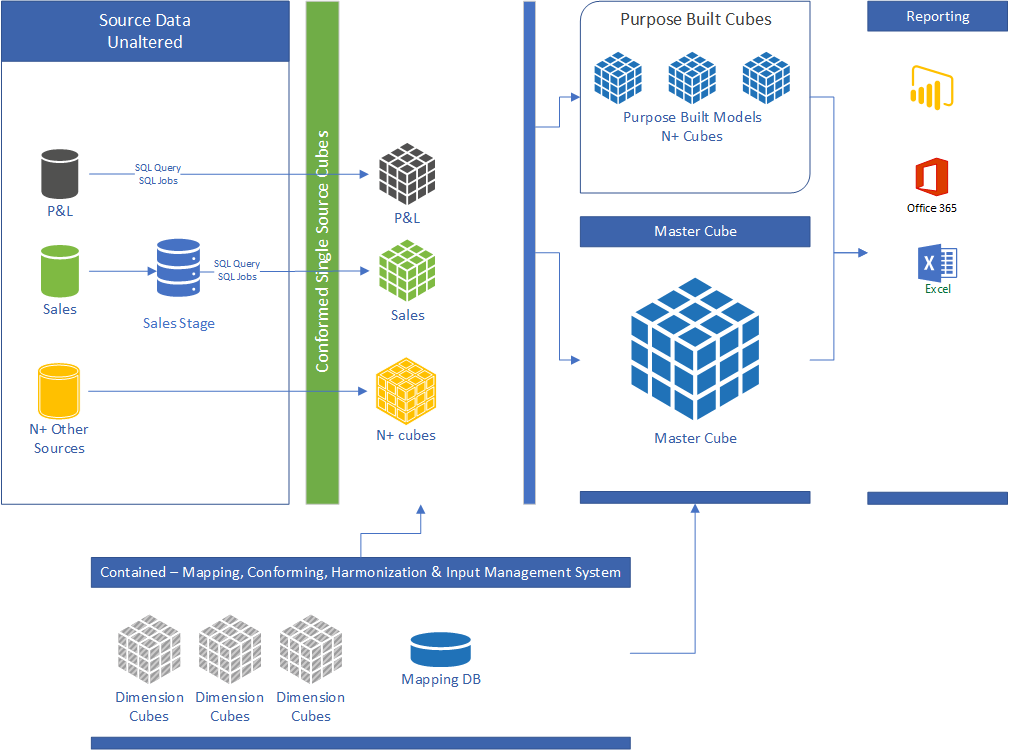 Source Data
Unaltered
P&L
SQL Query
SQL Jobs
Sales
Sales Stage
SQL Query
SQL Jobs
N+ Other
Sources
Conformed Single Source Cubes
P&L
Sales
N+ cubes
Purpose Built Cubes
Purpose Built Models
N+ Cubes
Master Cube
Master Cube
Reporting
Office 365
X
Excel
Contained – Mapping, Conforming, Harmonization & Input Management System
Dimension
Cubes
Dimension
Cubes
Dimension
Cubes
Mapping DB